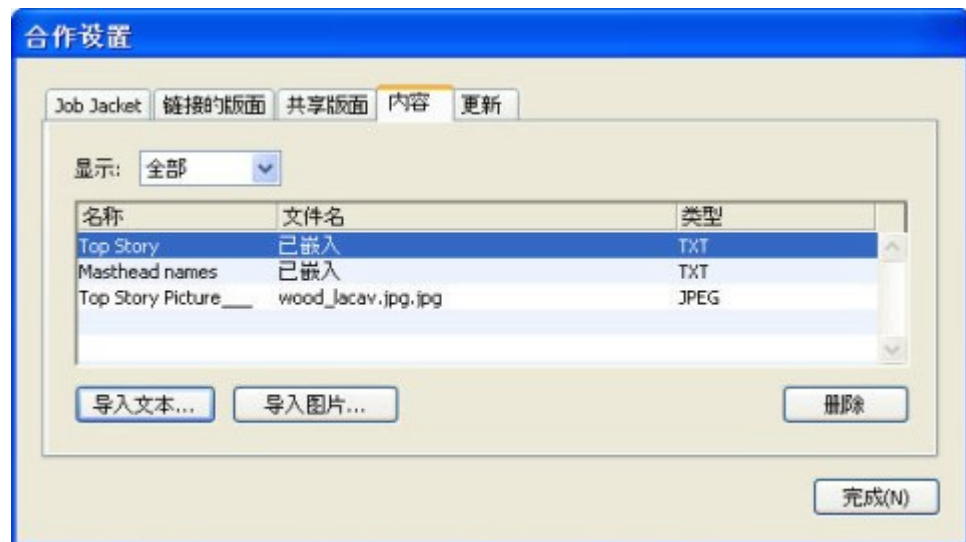 合作设置
Job Jacket 链接的版面 共享版面 内容 更新
显示: 全部
名称 文件名 类型
Top Story 已嵌入 TXT
Masthead names 已嵌入 TXT
Top Story Picture___ wood_lacav.jpg.jpg JPEG
导入文本... 导入图片... 删除
完成(N)